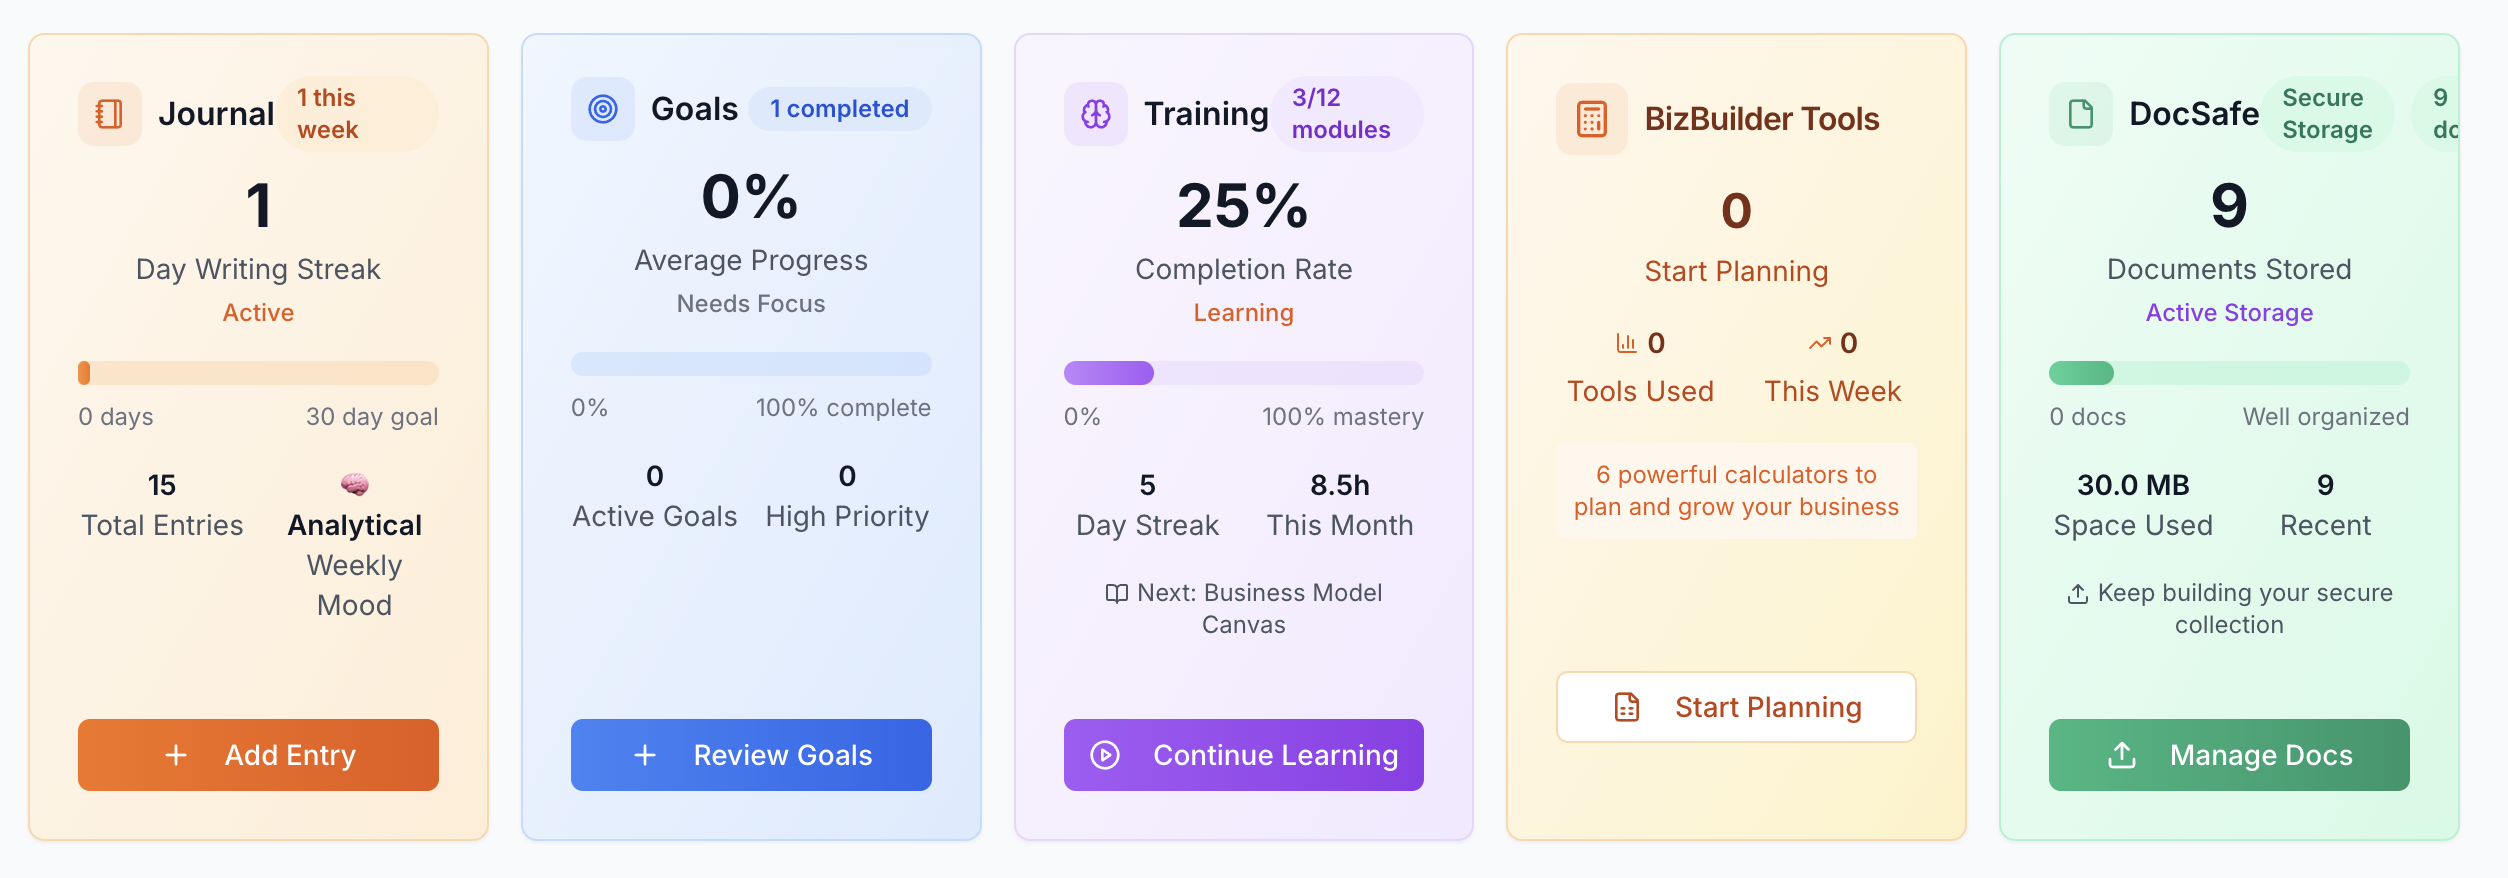 Journal
1 this
week
1
Day Writing Streak
Active
0 days
30 day goal
15
Total Entries
Analytical
Weekly
Mood
Add Entry
Goals
1 completed
0%
Average Progress
Needs Focus
0%
100% complete
0
Active Goals
0
High Priority
Review Goals
Training
3/12
modules
25%
Completion Rate
Learning
0%
100% mastery
5
Day Streak
8.5h
This Month
Next: Business Model
Canvas
Continue Learning
BizBuilder Tools
0
Start Planning
0
Tools Used
0
This Week
6 powerful calculators to
plan and grow your business
Start Planning
DocSafe
Secure
Storage
9
9
Documents Stored
Active Storage
0 docs
Well organized
30.0 MB
Space Used
9
Recent
Keep building your secure
collection
Manage Docs